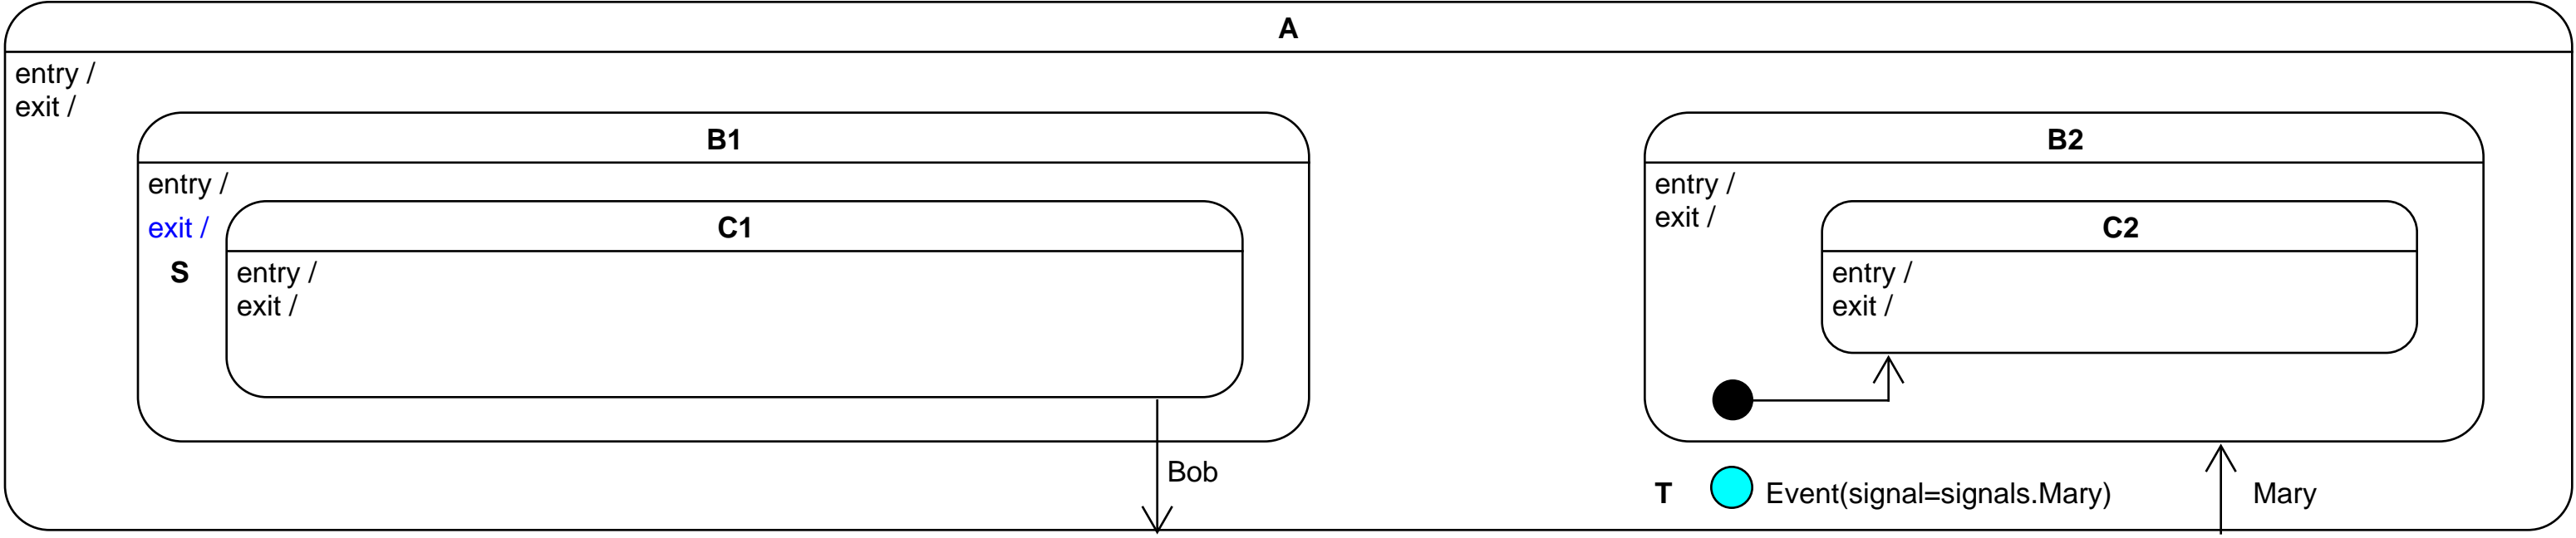 A
entry /
exit /
B1
entry /
exit /
S
C1
entry /
exit /
Bob
B2
entry /
exit /
C2
entry /
exit /
T Event(signal=signals.Mary)
Mary